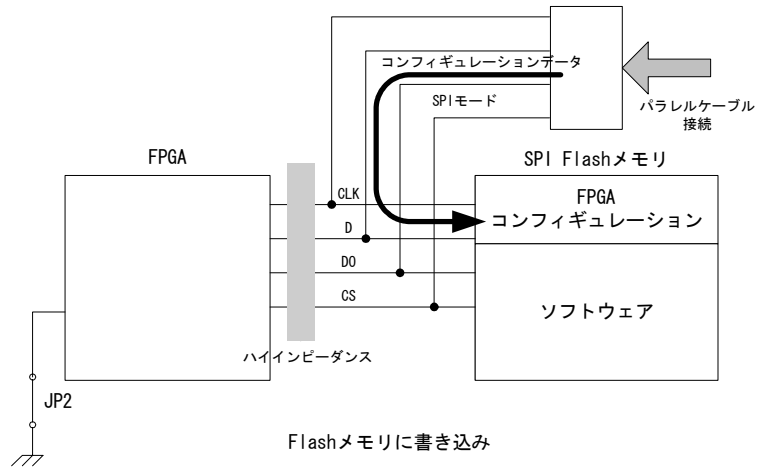 コンフィギュレーションデータ
SPIモード
パラレルケーブル
接続
FPGA
SPI Flashメモリ
CLK
FPGA
コンフィギュレーション
D
DO
CS
ソフトウェア
ハイインピーダンス
JP2
Flashメモリに書き込み